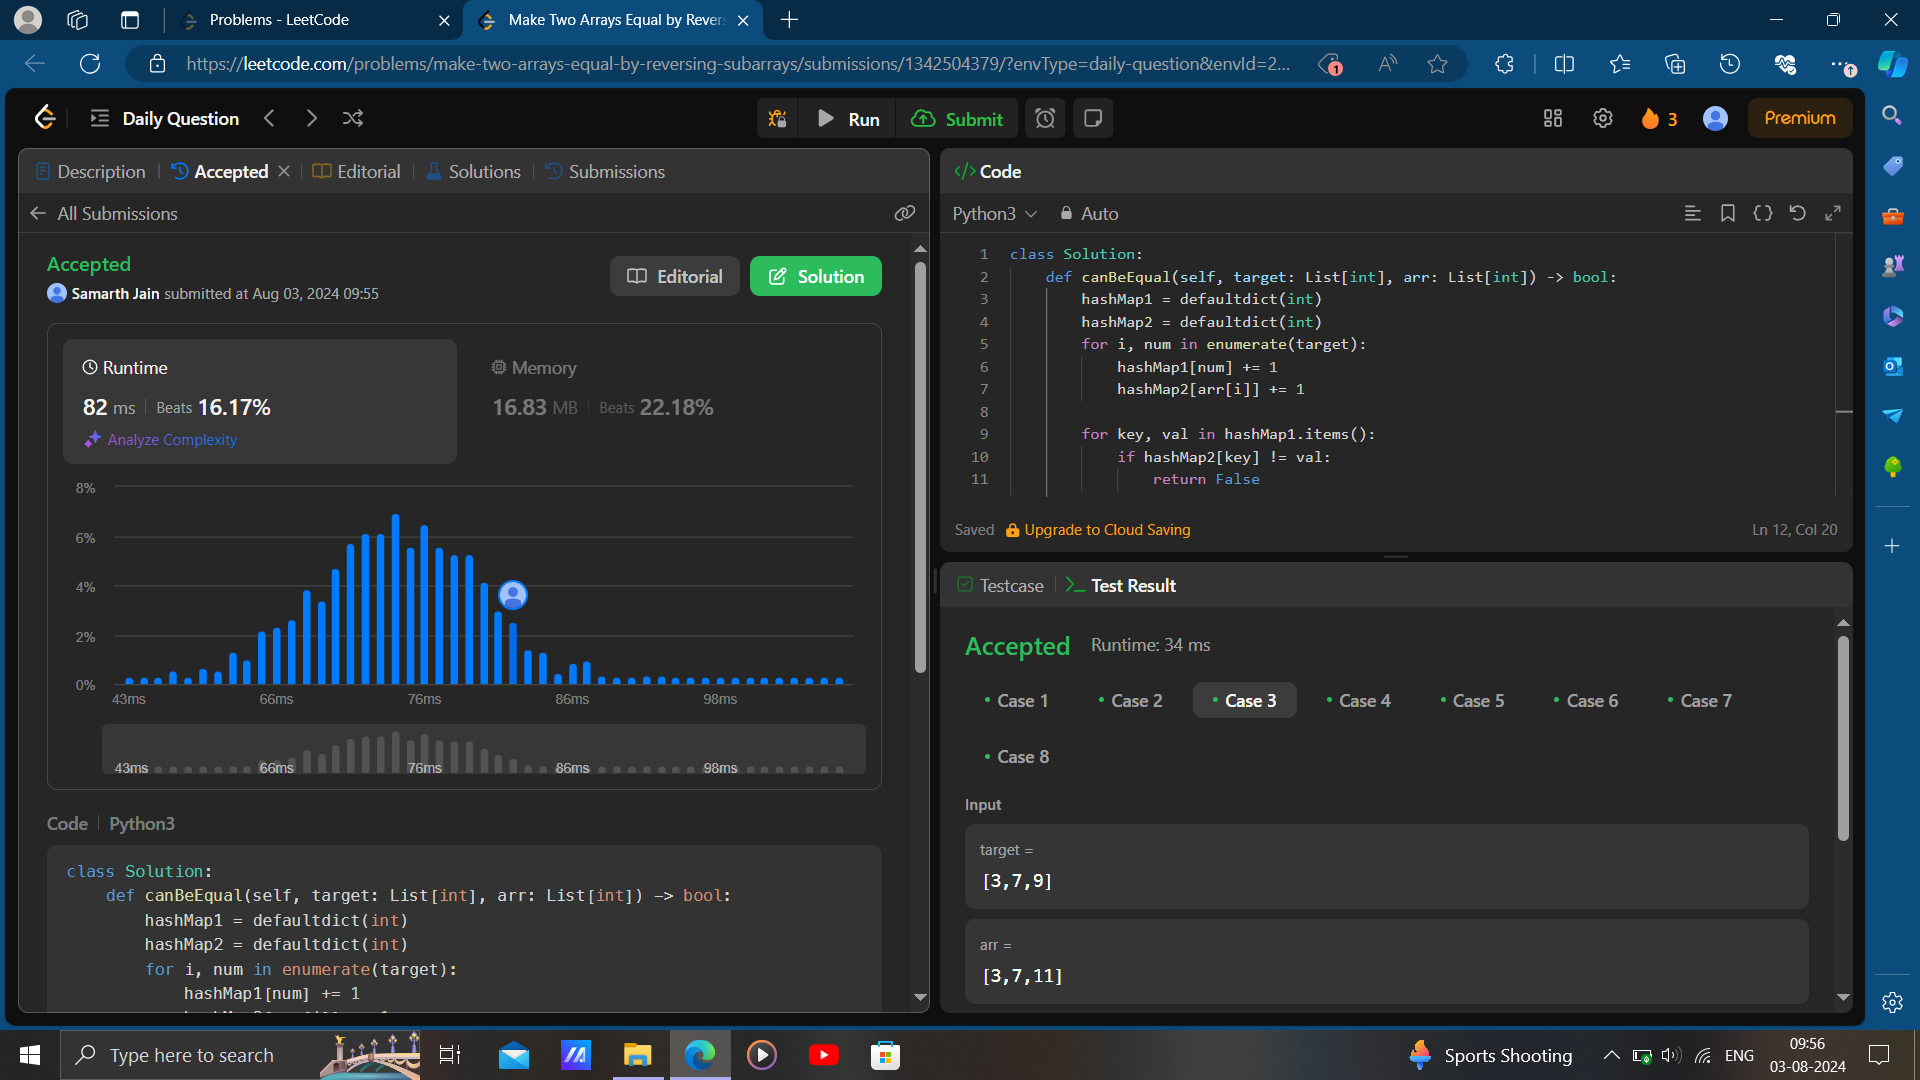 Problems - LeetCode
Make Two Arrays Equal by Rever
https://leetcode.com/problems/make-two-arrays-equal-by-reversing-subarrays/submissions/1342504379/?envType=daily-question&envId=2...
1
Daily Question
Run
Submit
3
Premium
Description
Accepted
Editorial
Solutions
Submissions
All Submissions
Accepted
Samarth Jain submitted at Aug 03, 2024 09:55
Editorial
Solution
Runtime
82 ms
Beats 16.17%
Analyze Complexity
Memory
16.83 MB
Beats 22.18%
8%
6%
4%
2%
0%
43ms 66ms 76ms 86ms 98ms
43ms 66ms 76ms 86ms 98ms
Code | Python3
class Solution:
def canBeEqual(self, target: List[int], arr: List[int]) -> bool:
hashMap1 = defaultdict(int)
hashMap2 = defaultdict(int)
for i, num in enumerate(target):
hashMap1[num] += 1
</> Code
Python3
Auto
1 class Solution:
2 def canBeEqual(self, target: List[int], arr: List[int]) -> bool:
3 hashMap1 = defaultdict(int)
4 hashMap2 = defaultdict(int)
5 for i, num in enumerate(target):
6 hashMap1[num] += 1
7 hashMap2[arr[i]] += 1
8
9 for key, val in hashMap1.items():
10 if hashMap2[key] != val:
11 return False
Saved
Upgrade to Cloud Saving
Ln 12, Col 20
Testcase
Test Result
Accepted
Runtime: 34 ms
Case 1
Case 2
Case 3
Case 4
Case 5
Case 6
Case 7
Case 8
Input
target =
[3,7,9]
arr =
[3,7,11]
Type here to search
Sports Shooting
ENG
09:56
03-08-2024